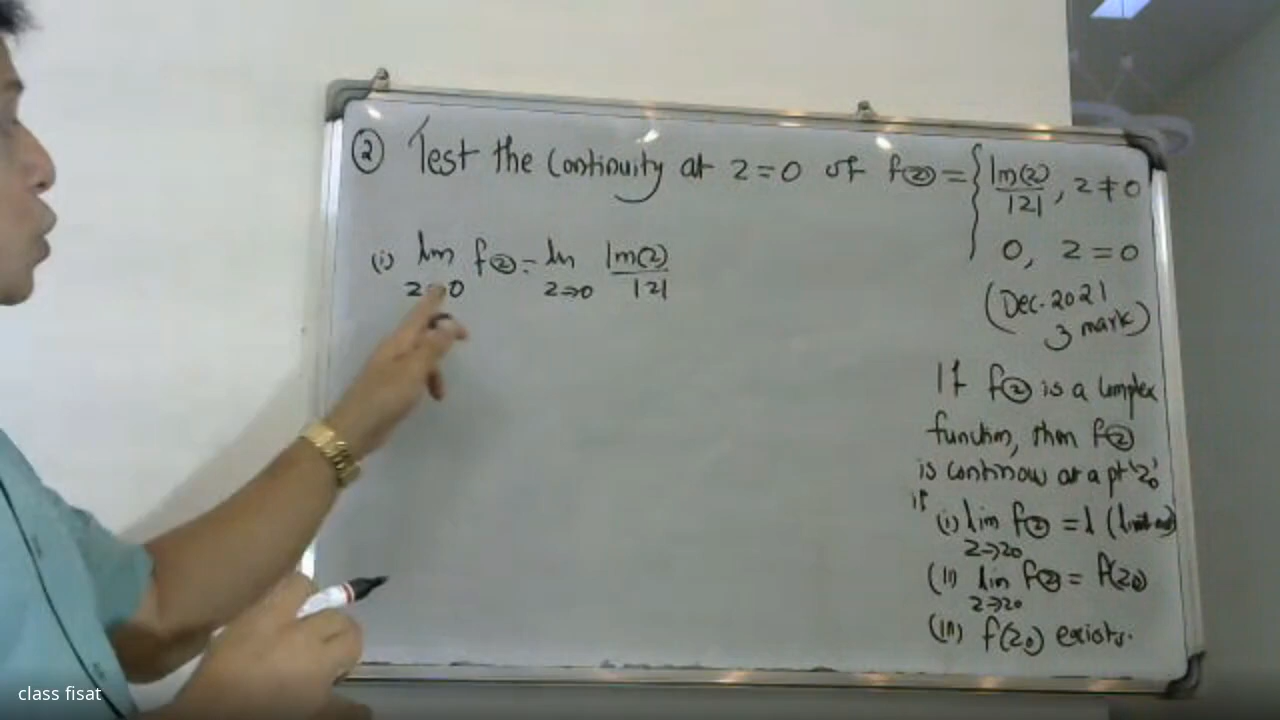 ② Test the Continuity at z=0 of f(z) = { Im(z)/|z|, z≠0
0, z=0
(Dec. 2021
3 mark)
(i) lim z→0 f(z) = lim z→0 Im(z)/|z|
If f(z) is a Complex
function, then f(z)
is continous at a pt 'z₀'
if
(i) lim z→z₀ f(z) = l (limit
(ii) lim z→z₀ f(z) = f(z₀)
(iii) f(z₀) exists.
class fisat